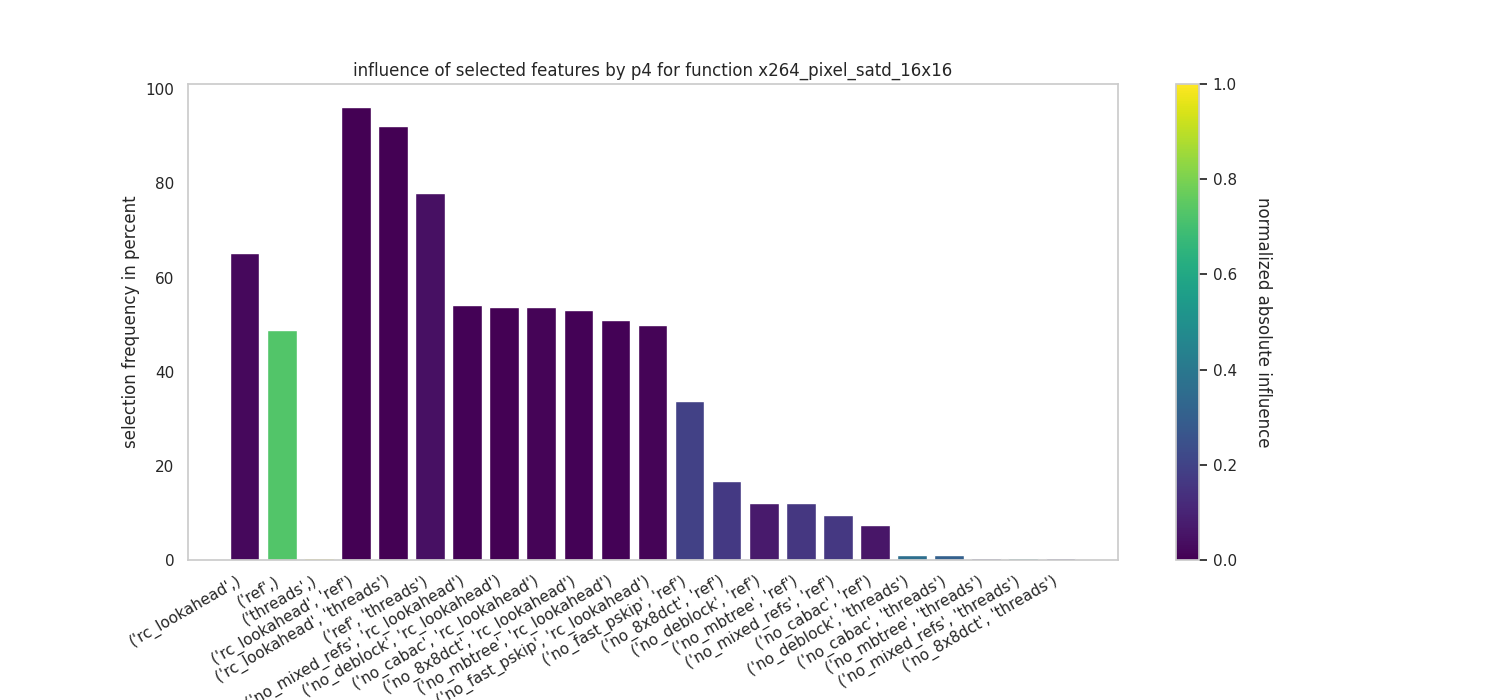 influence of selected features by p4 for function x264_pixel_satd_16x16
selection frequency in percent
100
80
60
40
20
0
('rc_lookahead',)
('ref',)
('threads',)
('rc_lookahead', 'ref')
('rc_lookahead', 'threads')
('ref', 'threads')
'no_mixed_refs', 'rc_lookahead')
('no_deblock', 'rc_lookahead')
('no_cabac', 'rc_lookahead')
('no_8x8dct', 'rc_lookahead')
('no_mbtree', 'rc_lookahead')
('no_fast_pskip', 'rc_lookahead')
('no_fast_pskip', 'ref')
('no_8x8dct', 'ref')
('no_deblock', 'ref')
('no_mbtree', 'ref')
('no_mixed_refs', 'ref')
('no_cabac', 'ref')
('no_deblock', 'threads')
('no_cabac', 'threads')
('no_mbtree', 'threads')
('no_mixed_refs', 'threads')
('no_8x8dct', 'threads')
1.0
0.8
0.6
0.4
0.2
0.0
normalized absolute influence